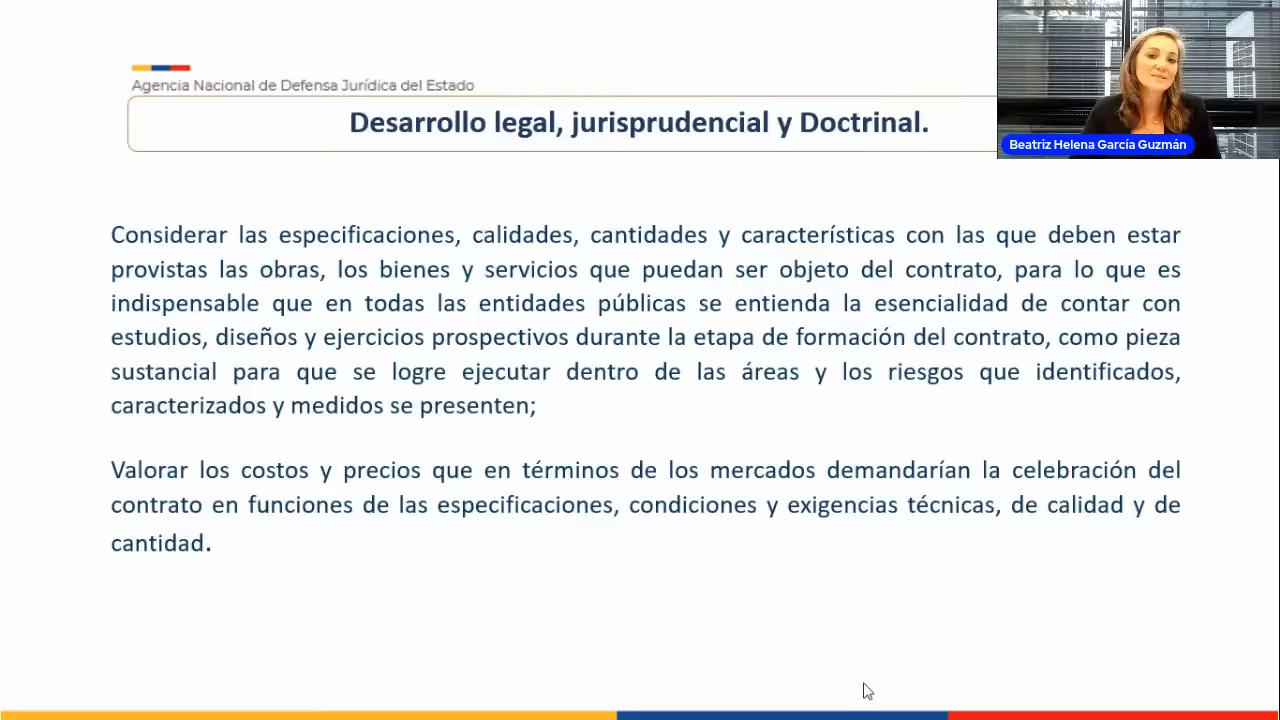 Agencia Nacional de Defensa Jurídica del Estado
Desarrollo legal, jurisprudencial y Doctrinal.
Beatriz Helena García Guzmán
Considerar las especificaciones, calidades, cantidades y características con las que deben estar
provistas las obras, los bienes y servicios que puedan ser objeto del contrato, para lo que es
indispensable que en todas las entidades públicas se entienda la esencialidad de contar con
estudios, diseños y ejercicios prospectivos durante la etapa de formación del contrato, como pieza
sustancial para que se logre ejecutar dentro de las áreas y los riesgos que identificados,
caracterizados y medidos se presenten;
Valorar los costos y precios que en términos de los mercados demandarían la celebración del
contrato en funciones de las especificaciones, condiciones y exigencias técnicas, de calidad y de
cantidad.